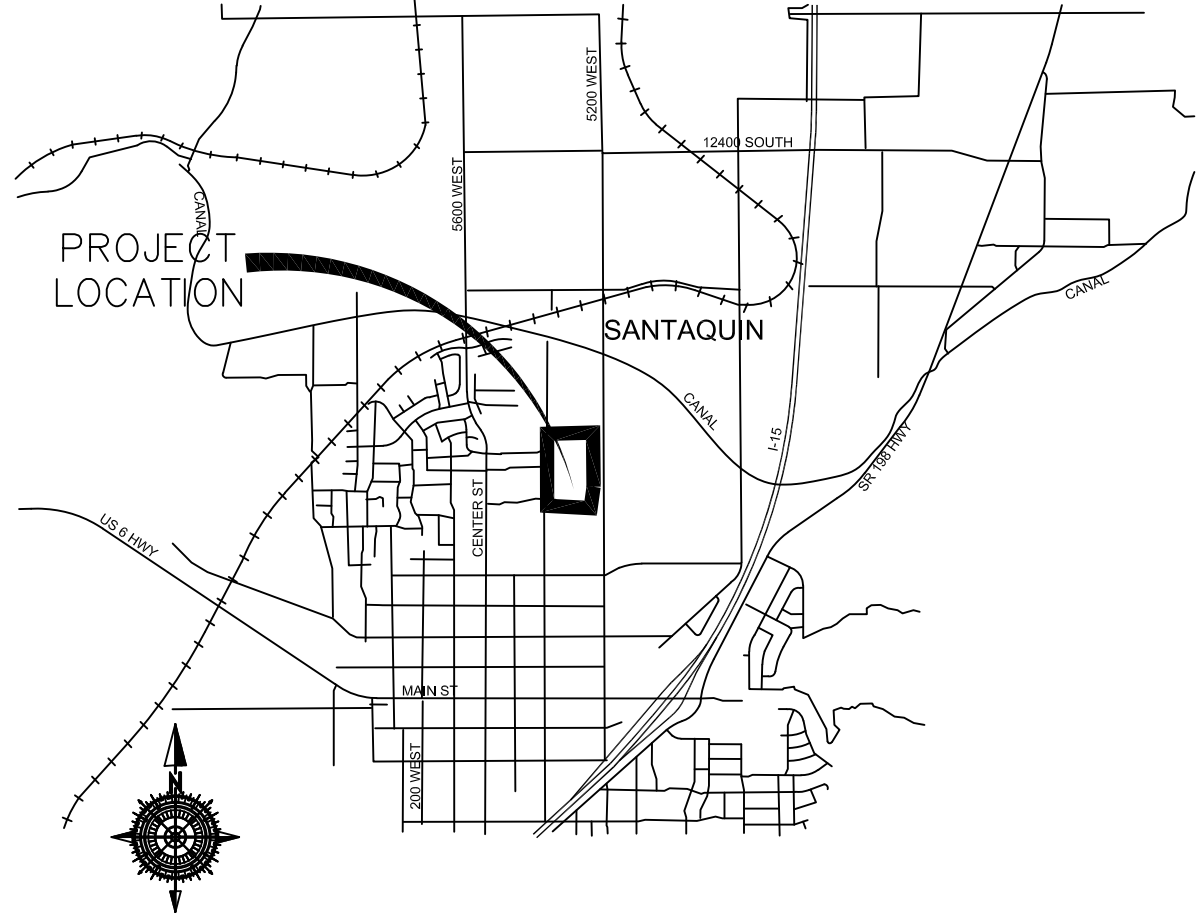 5200 WEST
12400 SOUTH
5600 WEST
CANAL
PROJECT
LOCATION
CANAL
SANTAQUIN
CANAL
I-15
SR 198 HWY
CENTER ST
US 6 HWY
MAIN ST
200 WEST
N